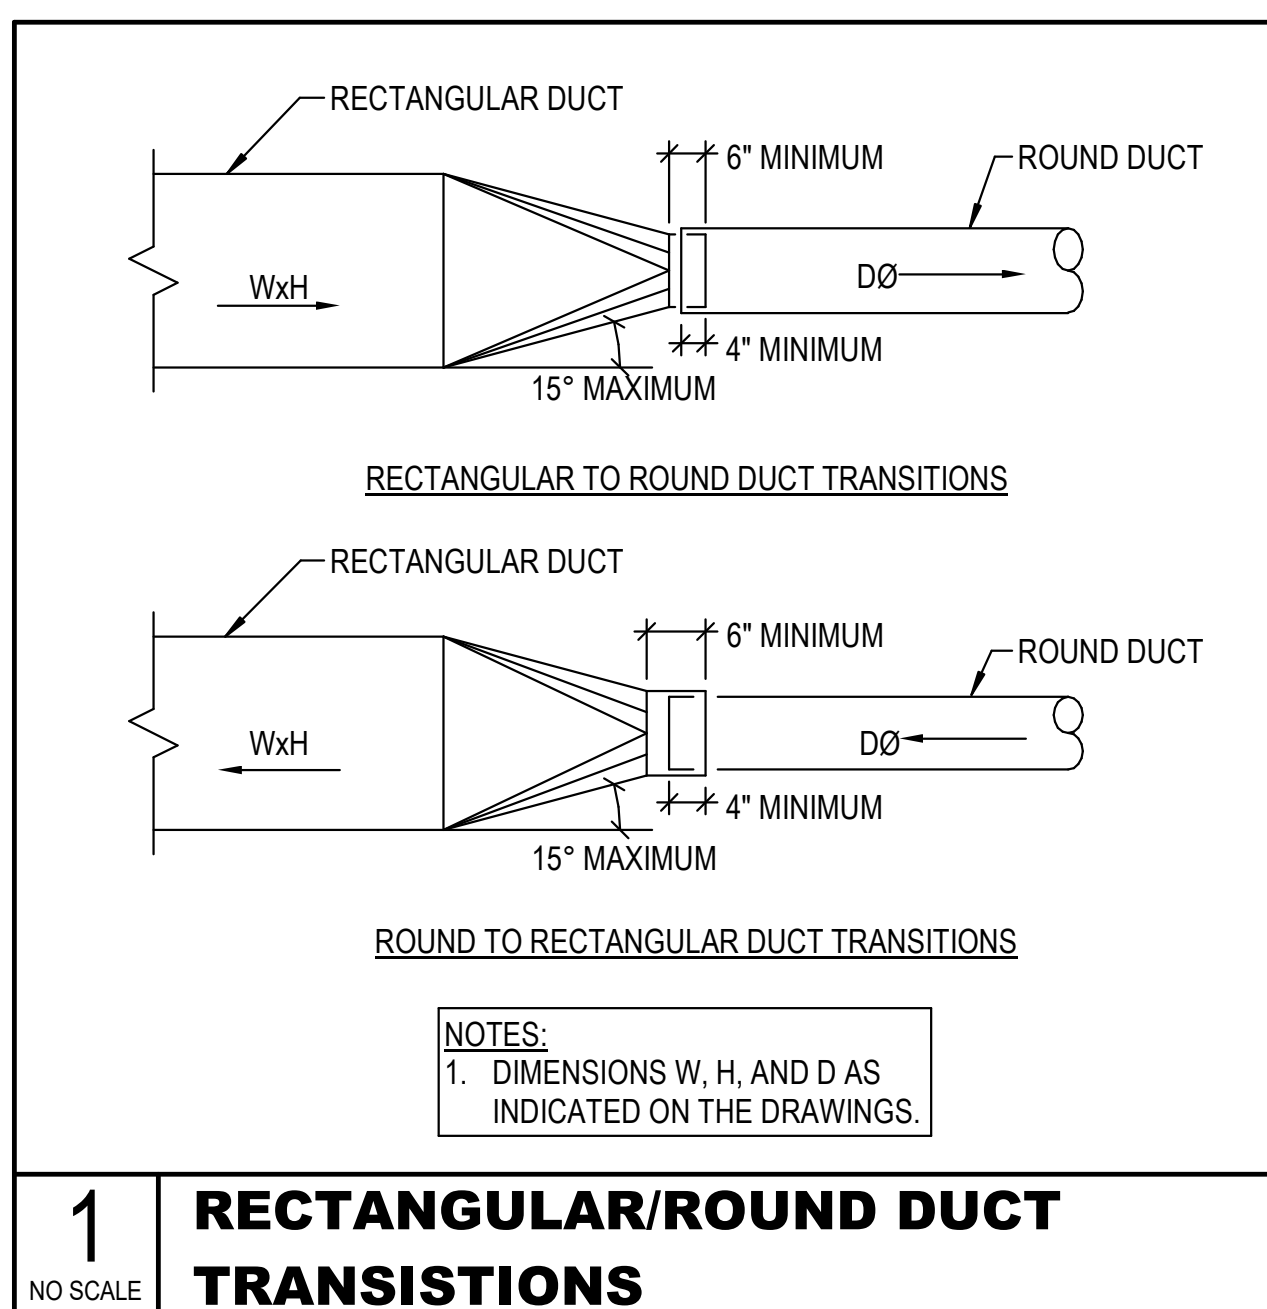 RECTANGULAR DUCT
6" MINIMUM
ROUND DUCT
WxH
DØ
4" MINIMUM
15° MAXIMUM
RECTANGULAR TO ROUND DUCT TRANSITIONS
RECTANGULAR DUCT
6" MINIMUM
ROUND DUCT
WxH
DØ
4" MINIMUM
15° MAXIMUM
ROUND TO RECTANGULAR DUCT TRANSITIONS
NOTES:
1. DIMENSIONS W, H, AND D AS
INDICATED ON THE DRAWINGS.
1
NO SCALE
RECTANGULAR/ROUND DUCT
TRANSISTIONS